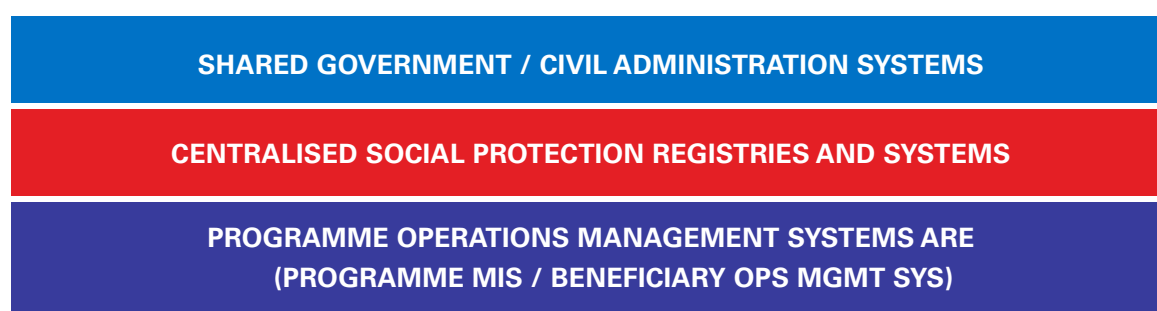 SHARED GOVERNMENT / CIVIL ADMINISTRATION SYSTEMS
CENTRALISED SOCIAL PROTECTION REGISTRIES AND SYSTEMS
PROGRAMME OPERATIONS MANAGEMENT SYSTEMS ARE
(PROGRAMME MIS / BENEFICIARY OPS MGMT SYS)